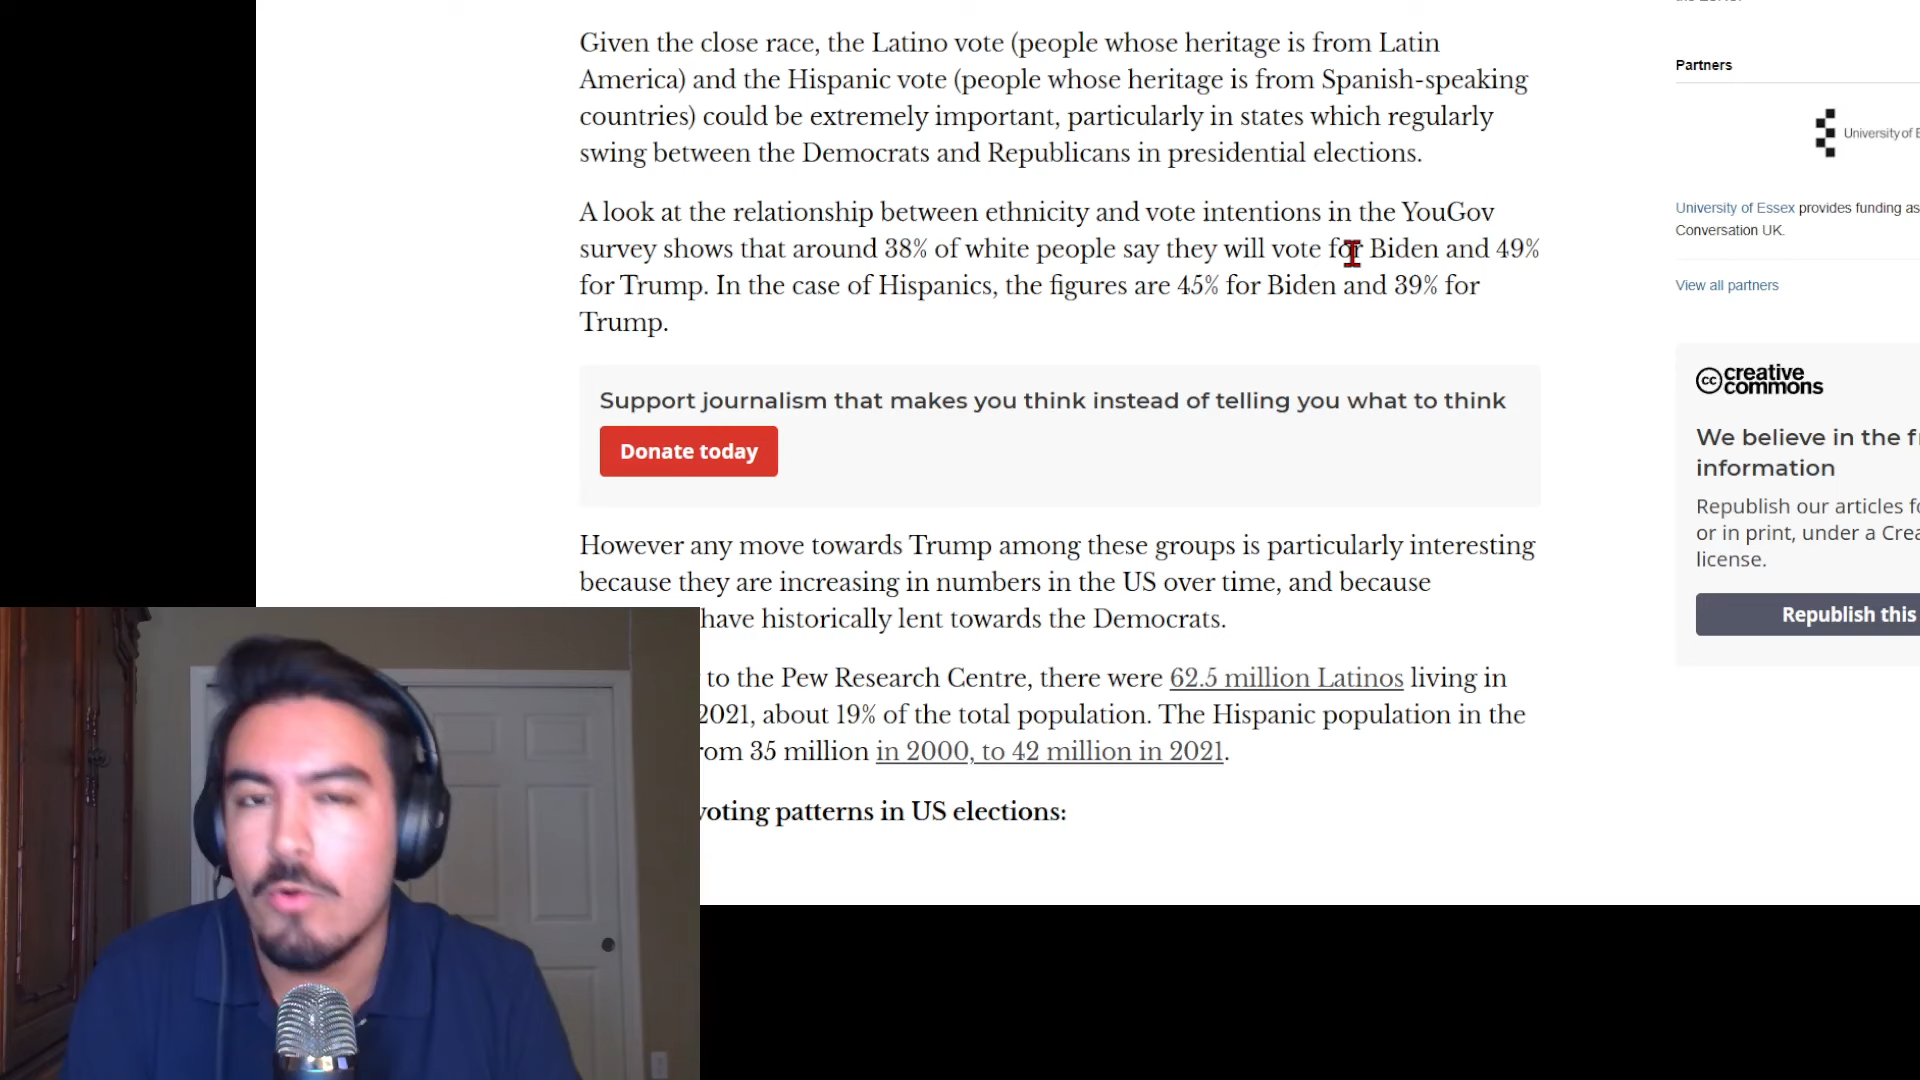 Given the close race, the Latino vote (people whose heritage is from Latin
America) and the Hispanic vote (people whose heritage is from Spanish-speaking
countries) could be extremely important, particularly in states which regularly
swing between the Democrats and Republicans in presidential elections.
A look at the relationship between ethnicity and vote intentions in the YouGov
survey shows that around 38% of white people say they will vote for Biden and 49%
for Trump. In the case of Hispanics, the figures are 45% for Biden and 39% for
Trump.
Support journalism that makes you think instead of telling you what to think
Donate today
However any move towards Trump among these groups is particularly interesting
because they are increasing in numbers in the US over time, and because
have historically lent towards the Democrats.
to the Pew Research Centre, there were 62.5 million Latinos living in
2021, about 19% of the total population. The Hispanic population in the
35 million in 2000, to 42 million in 2021.
voting patterns in US elections:
Partners
University of
University of Essex provides funding as
Conversation UK.
View all partners
cc creative
commons
We believe in the
information
Republish our articles
or in print, under a
license.
Republish this